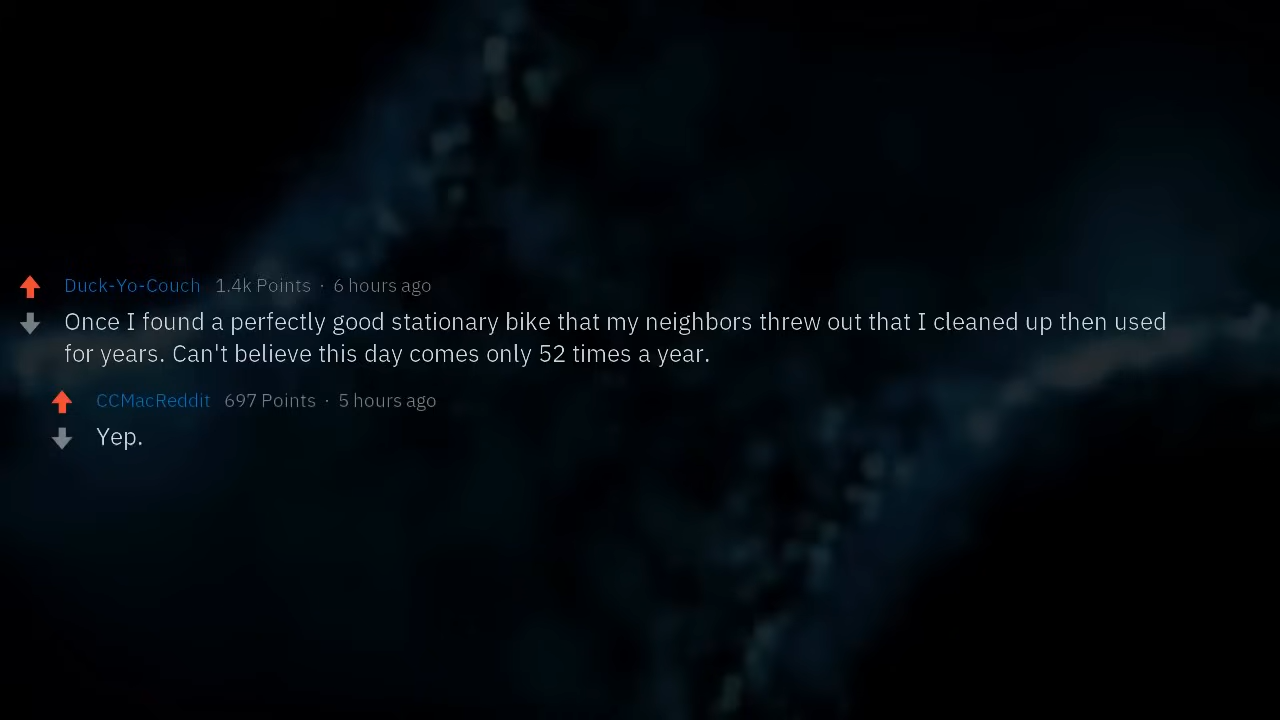 Duck-Yo-Couch 1.4k Points · 6 hours ago
Once I found a perfectly good stationary bike that my neighbors threw out that I cleaned up then used
for years. Can't believe this day comes only 52 times a year.
CCMacReddit 697 Points · 5 hours ago
Yep.